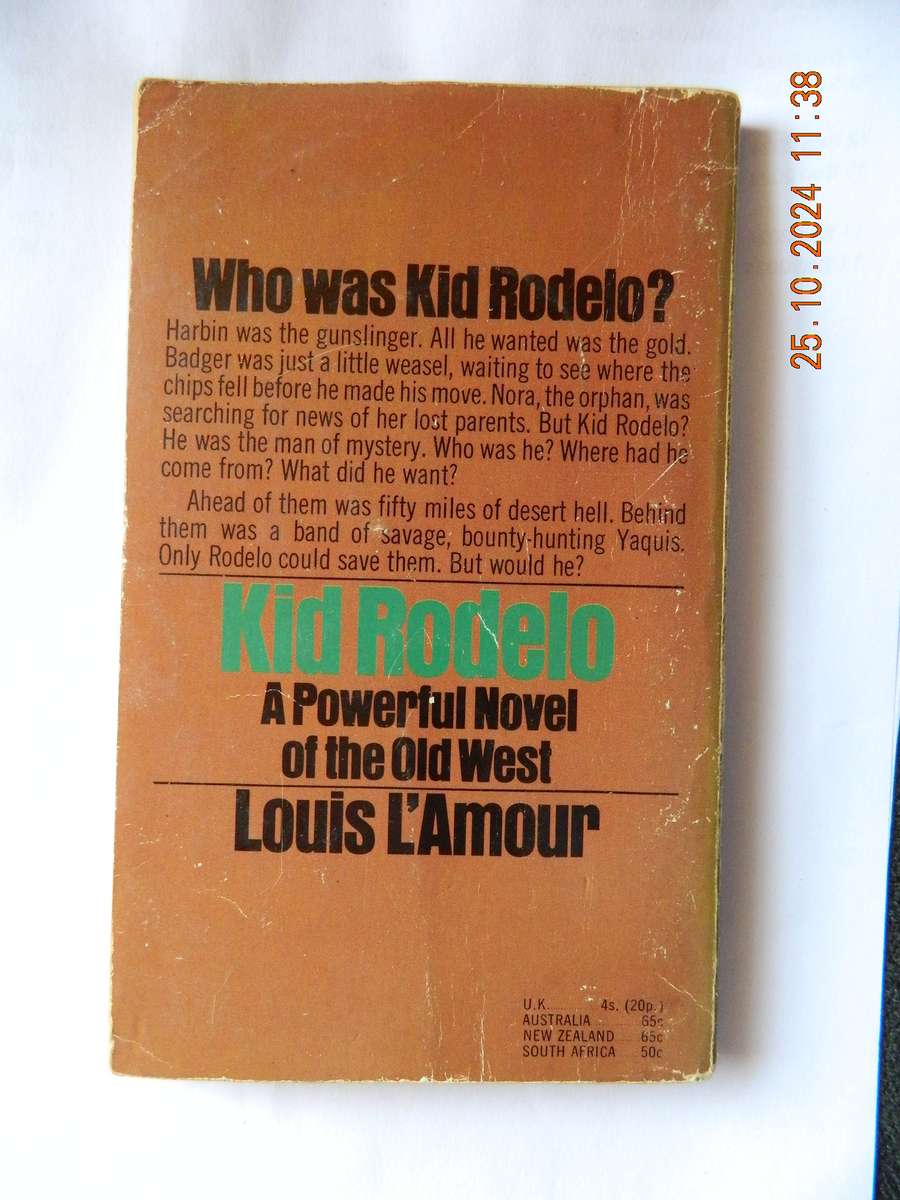 Who was Kid Rodelo?
Harbin was the gunslinger. All he wanted was the gold.
Badger was just a little weasel, waiting to see where the
chips fell before he made his move. Nora, the orphan, was
searching for news of her lost parents. But Kid Rodelo?
He was the man of mystery. Who was he? Where had he
come from? What did he want?
Ahead of them was fifty miles of desert hell. Behind
them was a band of savage, bounty-hunting Yaquis.
Only Rodelo could save them. But would he?
Kid Rodelo
A Powerful Novel
of the Old West
Louis L'Amour
U.K. 4s. (20p.)
AUSTRALIA 65c
NEW ZEALAND 65c
SOUTH AFRICA 50c
25.10.2024 11:38